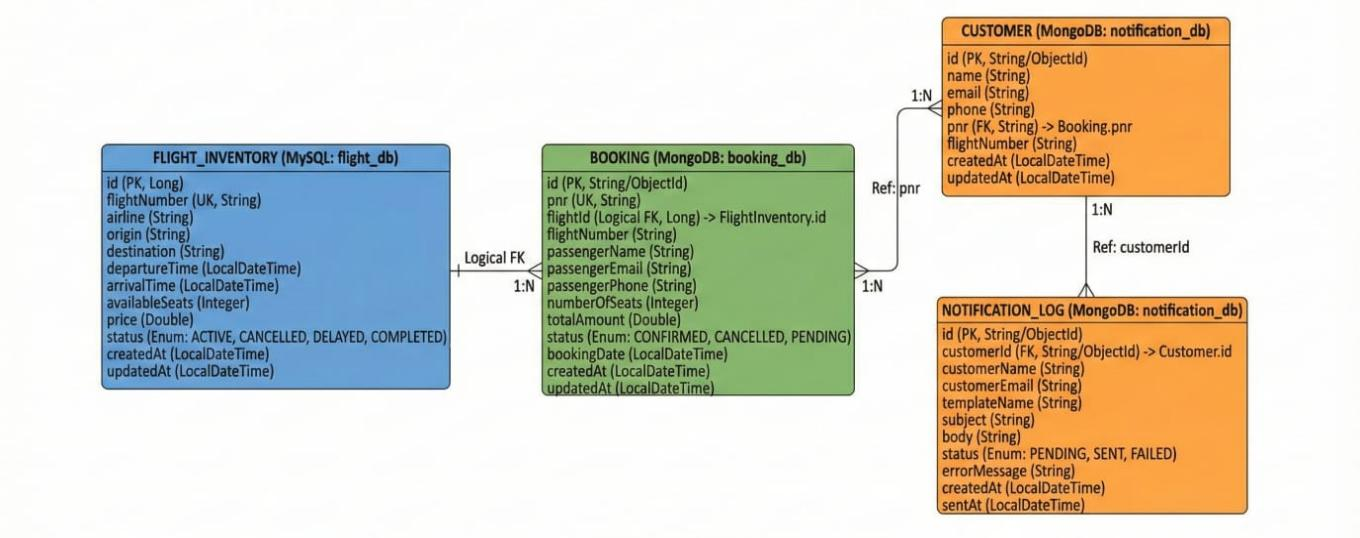 FLIGHT_INVENTORY (MySQL: flight_db)
id (PK, Long)
flightNumber (UK, String)
airline (String)
origin (String)
destination (String)
departureTime (LocalDateTime)
arrivalTime (LocalDateTime)
availableSeats (Integer)
price (Double)
status (Enum: ACTIVE, CANCELLED, DELAYED, COMPLETED)
createdAt (LocalDateTime)
updatedAt (LocalDateTime)
Logical FK
1:N
BOOKING (MongoDB: booking_db)
id (PK, String/ObjectId)
pnr (UK, String)
flightId (Logical FK, Long) -> FlightInventory.id
flightNumber (String)
passengerName (String)
passengerEmail (String)
passengerPhone (String)
numberOfSeats (Integer)
totalAmount (Double)
status (Enum: CONFIRMED, CANCELLED, PENDING)
bookingDate (LocalDateTime)
createdAt (LocalDateTime)
updatedAt (LocalDateTime)
1:N
Ref: pnr
1:N
CUSTOMER (MongoDB: notification_db)
id (PK, String/ObjectId)
name (String)
email (String)
phone (String)
pnr (FK, String) -> Booking.pnr
flightNumber (String)
createdAt (LocalDateTime)
updatedAt (LocalDateTime)
1:N
Ref: customerId
NOTIFICATION_LOG (MongoDB: notification_db)
id (PK, String/ObjectId)
customerId (FK, String/ObjectId) -> Customer.id
customerName (String)
customerEmail (String)
templateName (String)
subject (String)
body (String)
status (Enum: PENDING, SENT, FAILED)
errorMessage (String)
createdAt (LocalDateTime)
sentAt (LocalDateTime)